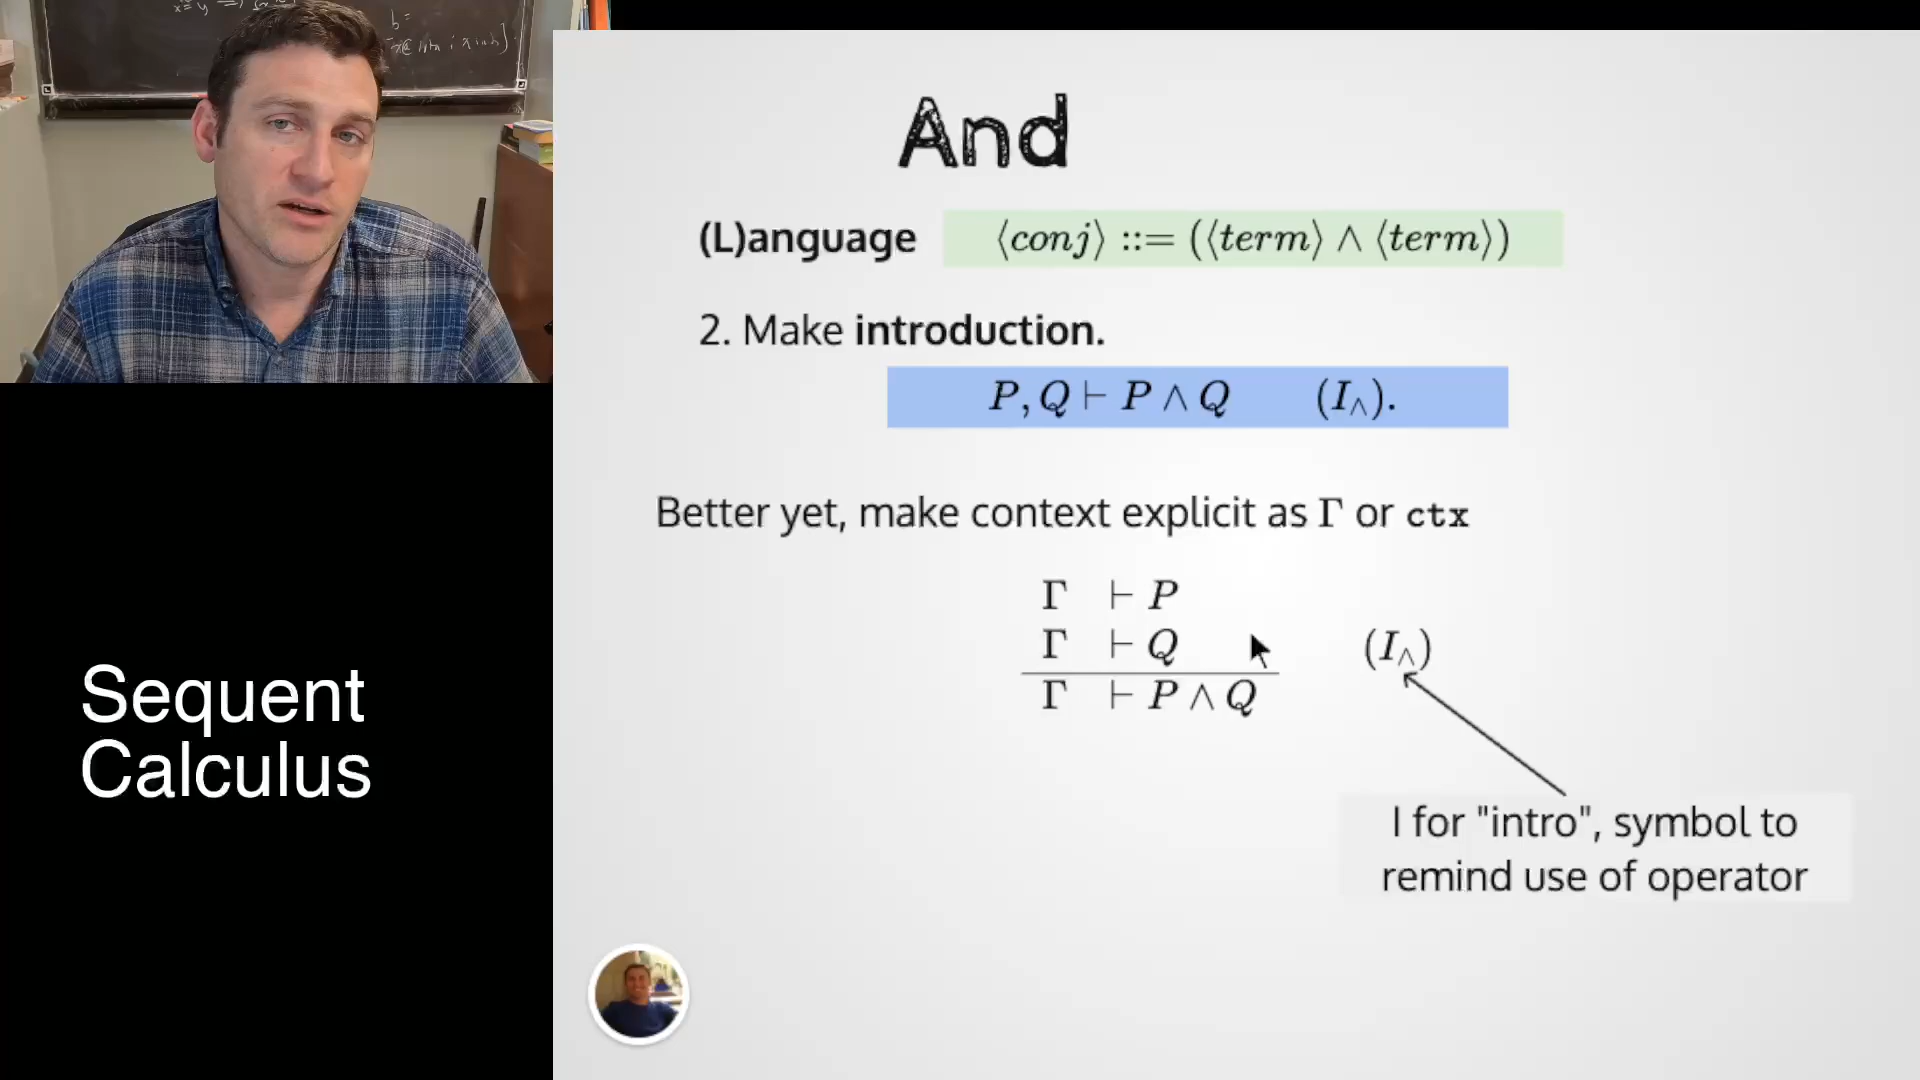 And
(L)anguage ⟨conj⟩ ::= (⟨term⟩ ∧ ⟨term⟩)
2. Make introduction.
P, Q ⊢ P ∧ Q (I∧).
Better yet, make context explicit as Γ or ctx
Γ ⊢ P
Γ ⊢ Q (I∧)
Γ ⊢ P ∧ Q
I for "intro", symbol to
remind use of operator
Sequent
Calculus